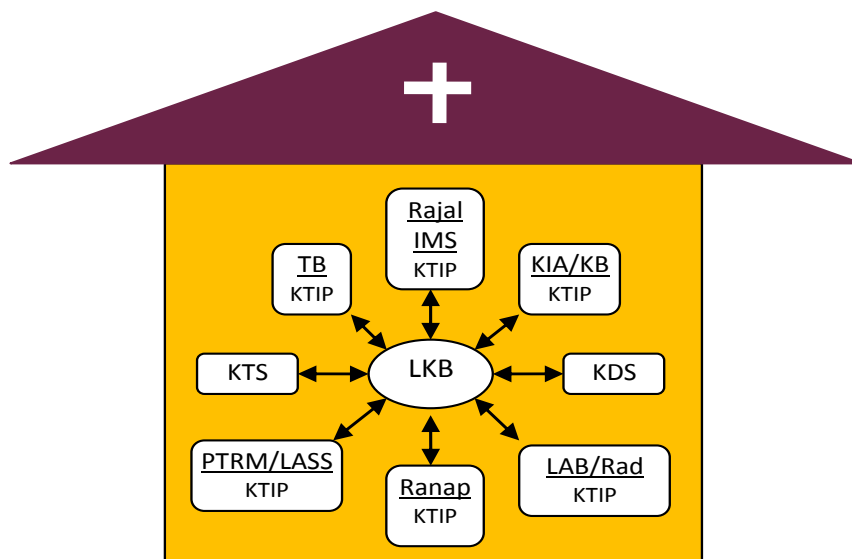 Rajal
IMS
KTIP
TB
KTIP
KIA/KB
KTIP
KTS
LKB
KDS
PTRM/LASS
KTIP
Ranap
KTIP
LAB/Rad
KTIP